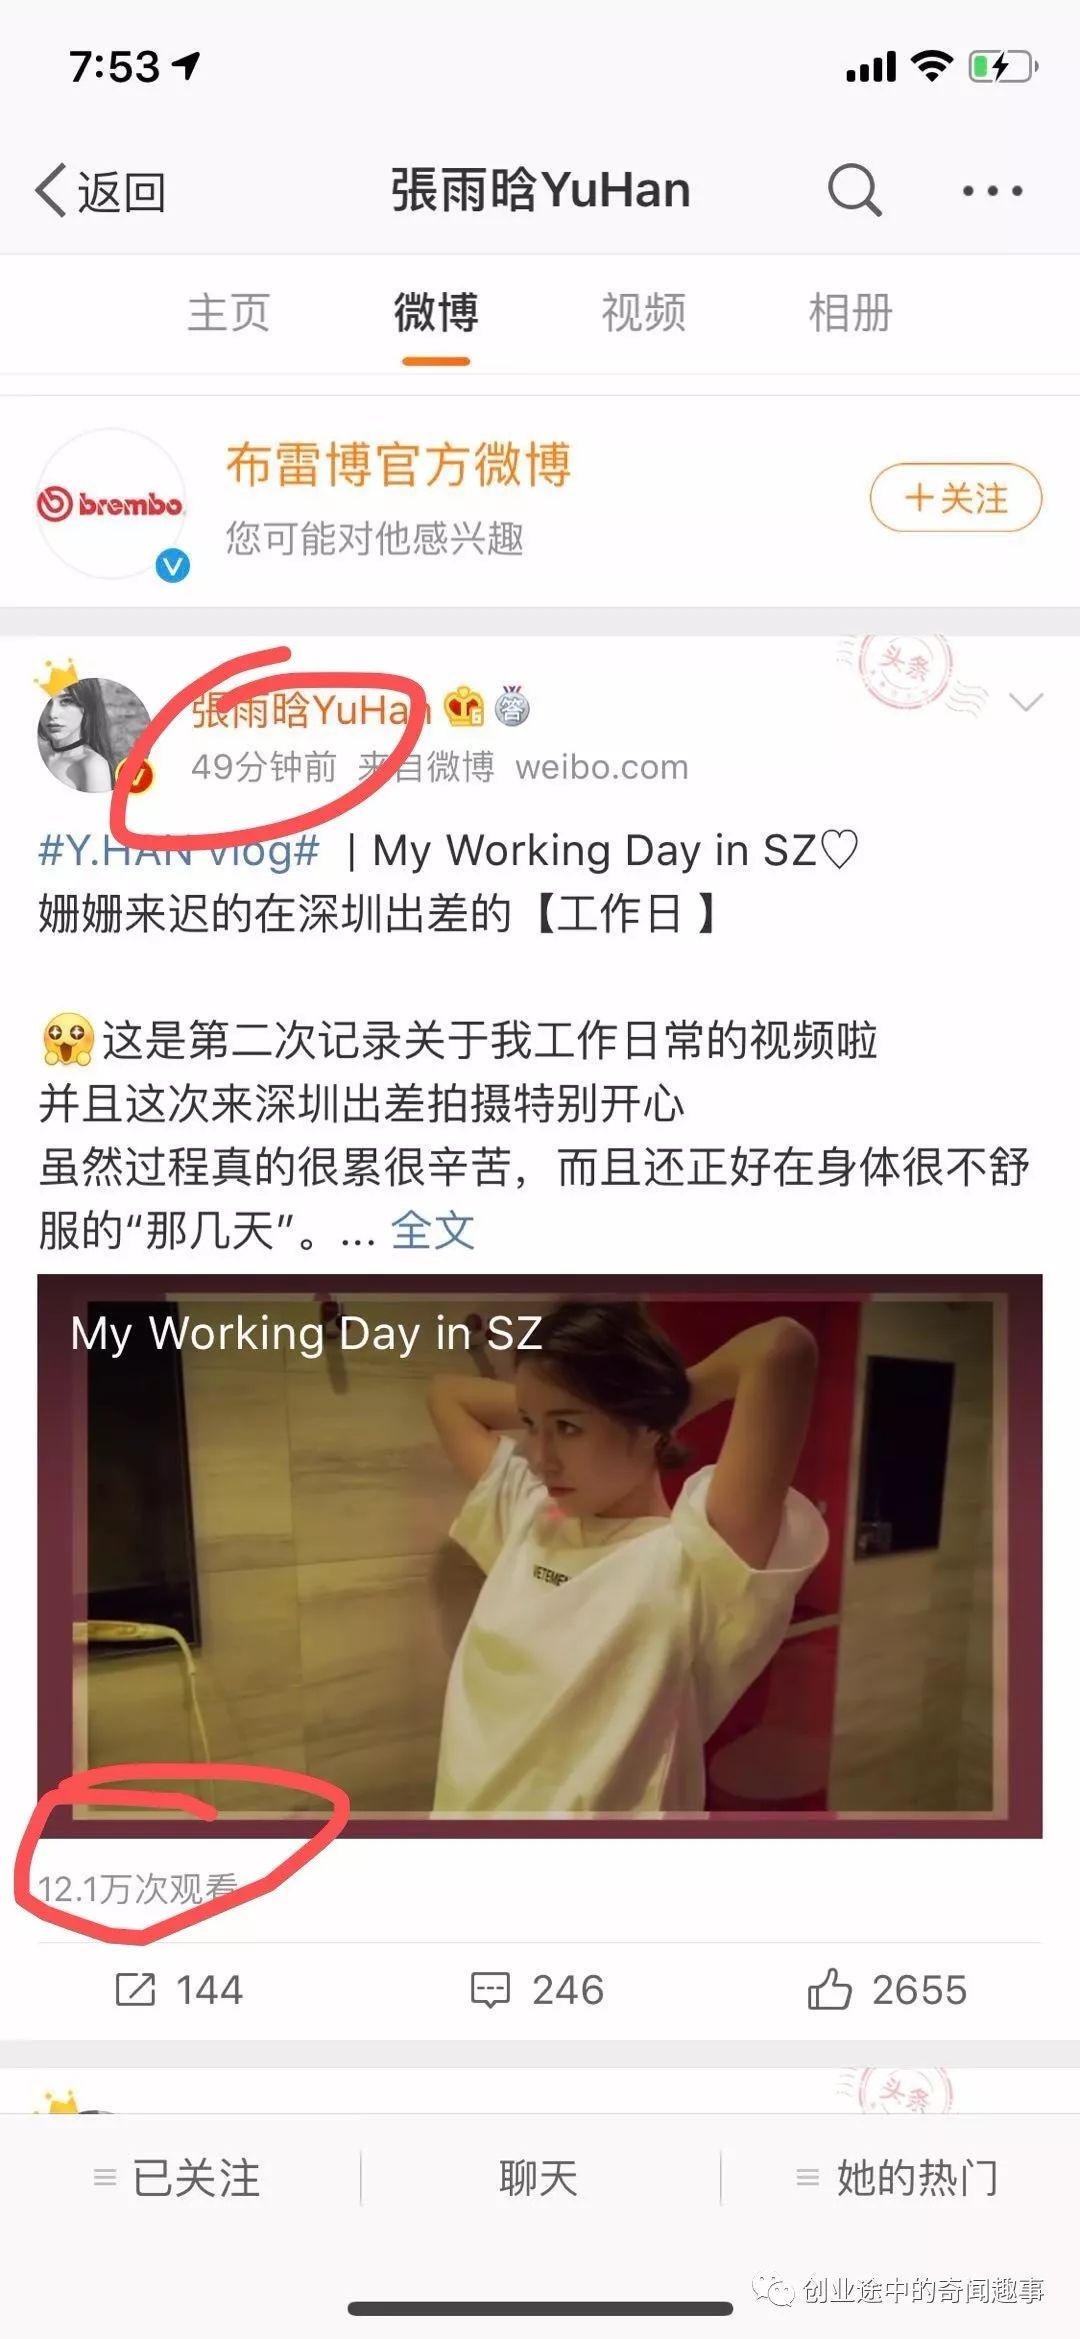 7:53
返回
張雨晗YuHan
主页 微博 视频 相册
brembo
布雷博官方微博
您可能对他感兴趣
+关注
头条
張雨晗YuHan
答
49分钟前 来自微博 weibo.com
#Y.HAN Vlog# | My Working Day in SZ♡
姗姗来迟的在深圳出差的【工作日 】
这是第二次记录关于我工作日常的视频啦
并且这次来深圳出差拍摄特别开心
虽然过程真的很累很辛苦，而且还正好在身体很不舒
服的“那几天”。... 全文
My Working Day in SZ
VETEMEN
12.1万次观看
144 246 2655
头条
已关注 聊天 她的热门
创业途中的奇闻趣事